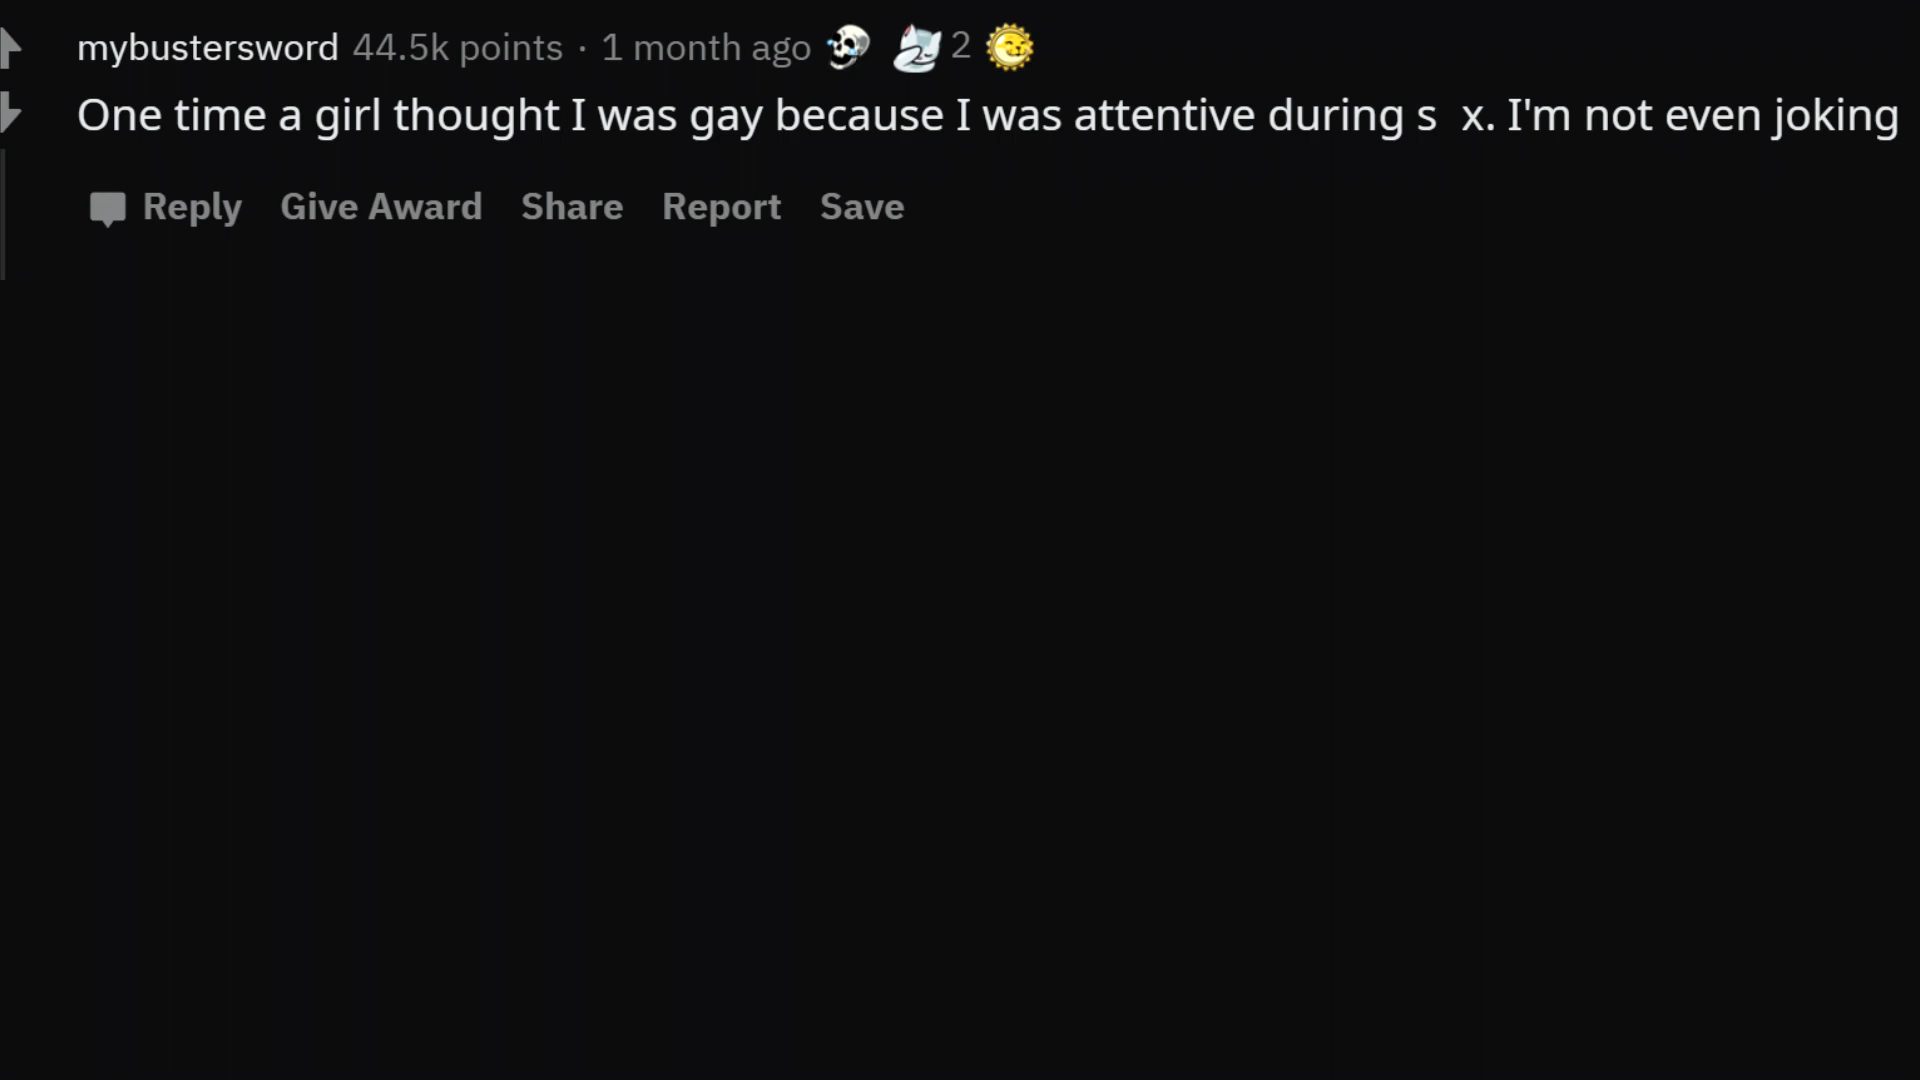 mybustersword 44.5k points · 1 month ago 2
One time a girl thought I was gay because I was attentive during s x. I'm not even joking
Reply Give Award Share Report Save